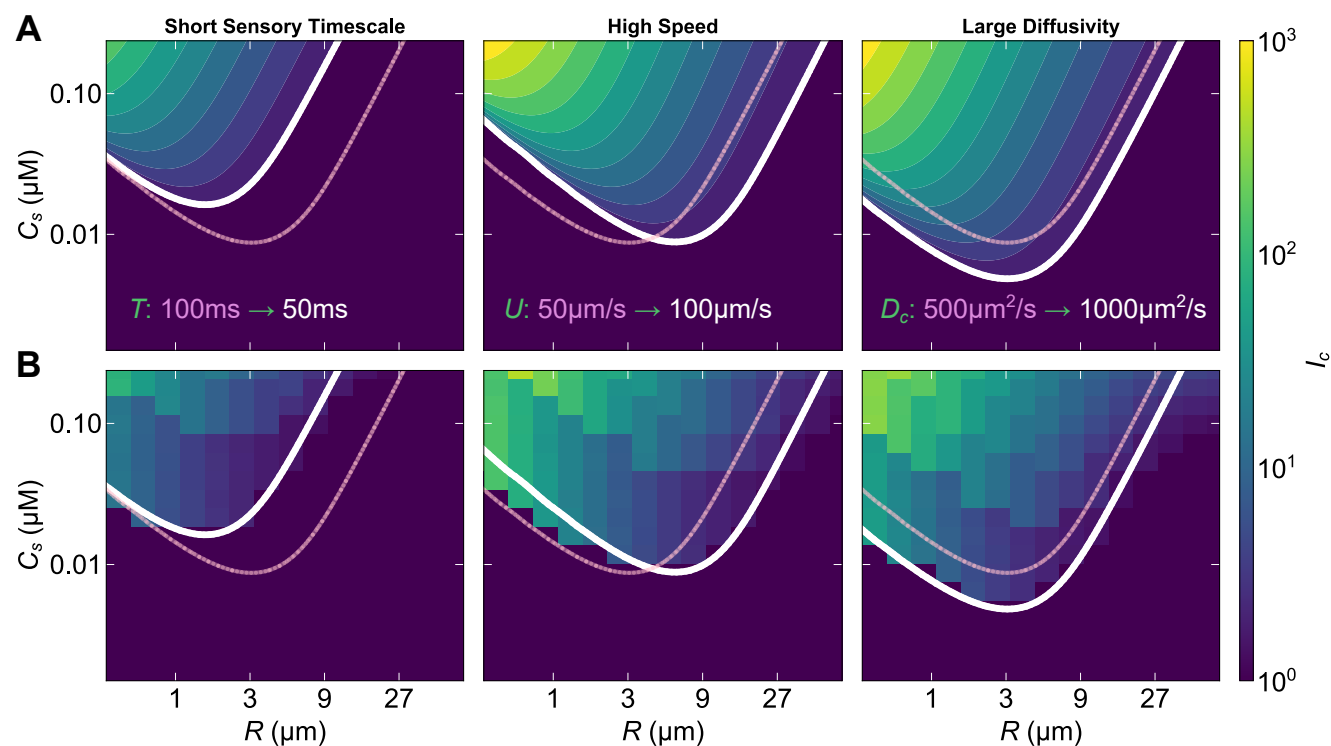 A
Short Sensory Timescale
High Speed
Large Diffusivity
C_s (μM)
0.10
0.01
T: 100ms → 50ms
U: 50μm/s → 100μm/s
D_c: 500μm²/s → 1000μm²/s
B
C_s (μM)
0.10
0.01
1 3 9 27
1 3 9 27
1 3 9 27
R (μm)
R (μm)
R (μm)
10³
10²
10¹
10⁰
I_c